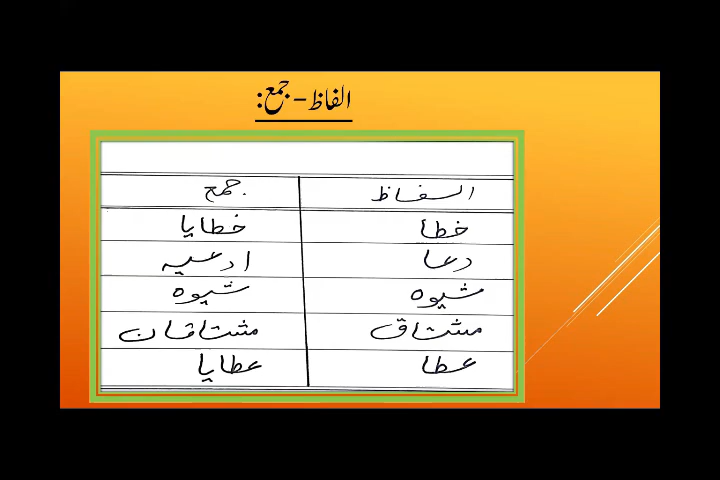 الفاظ - جمع:
الفاظ جمع
خطا خطایا
دعا ادعیہ
شیوہ شیوہ
مشتاق مشتاقان
عطا عطایا